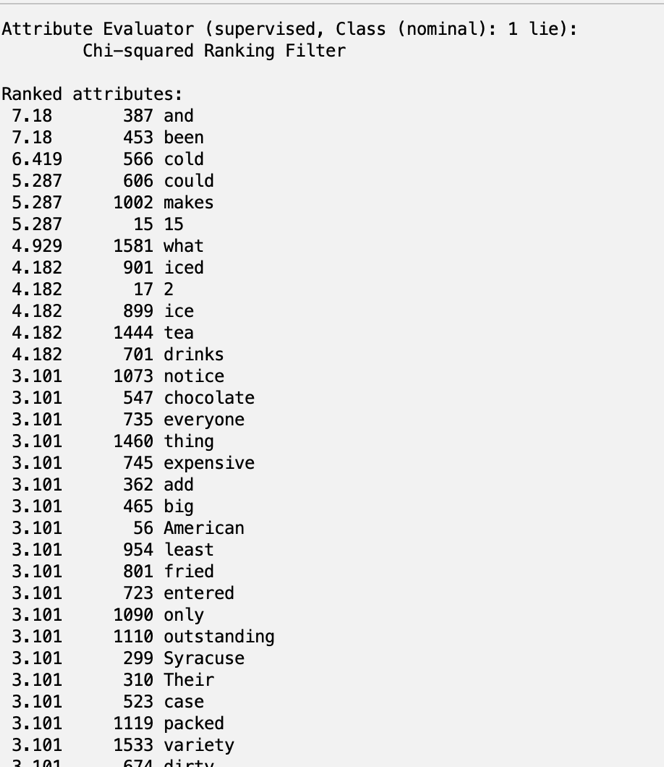 Attribute Evaluator (supervised, Class (nominal): 1 lie):
Chi-squared Ranking Filter
Ranked attributes:
7.18 387 and
7.18 453 been
6.419 566 cold
5.287 606 could
5.287 1002 makes
5.287 15 15
4.929 1581 what
4.182 901 iced
4.182 17 2
4.182 899 ice
4.182 1444 tea
4.182 701 drinks
3.101 1073 notice
3.101 547 chocolate
3.101 735 everyone
3.101 1460 thing
3.101 745 expensive
3.101 362 add
3.101 465 big
3.101 56 American
3.101 954 least
3.101 801 fried
3.101 723 entered
3.101 1090 only
3.101 1110 outstanding
3.101 299 Syracuse
3.101 310 Their
3.101 523 case
3.101 1119 packed
3.101 1533 variety
3.101 674 dirty